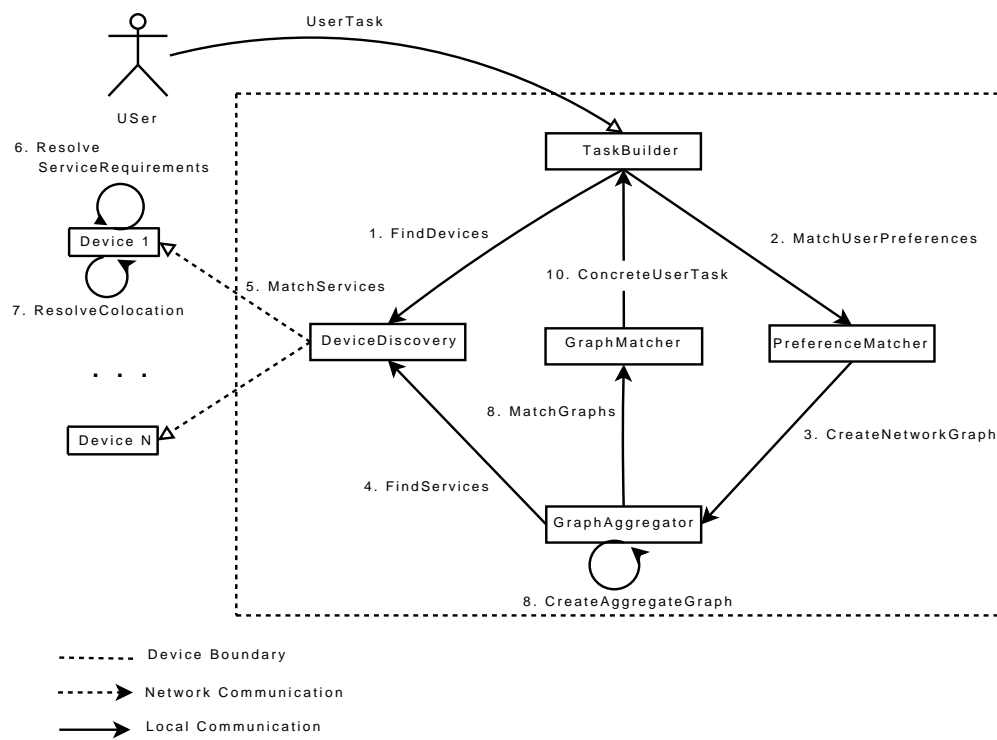 UserTask
USer
6. Resolve
ServiceRequirements
TaskBuilder
Device 1
1. FindDevices
2. MatchUserPreferences
10. ConcreteUserTask
5. MatchServices
7. ResolveColocation
DeviceDiscovery
GraphMatcher
PreferenceMatcher
. . .
8. MatchGraphs
Device N
3. CreateNetworkGraph
4. FindServices
GraphAggregator
8. CreateAggregateGraph
Device Boundary
Network Communication
Local Communication